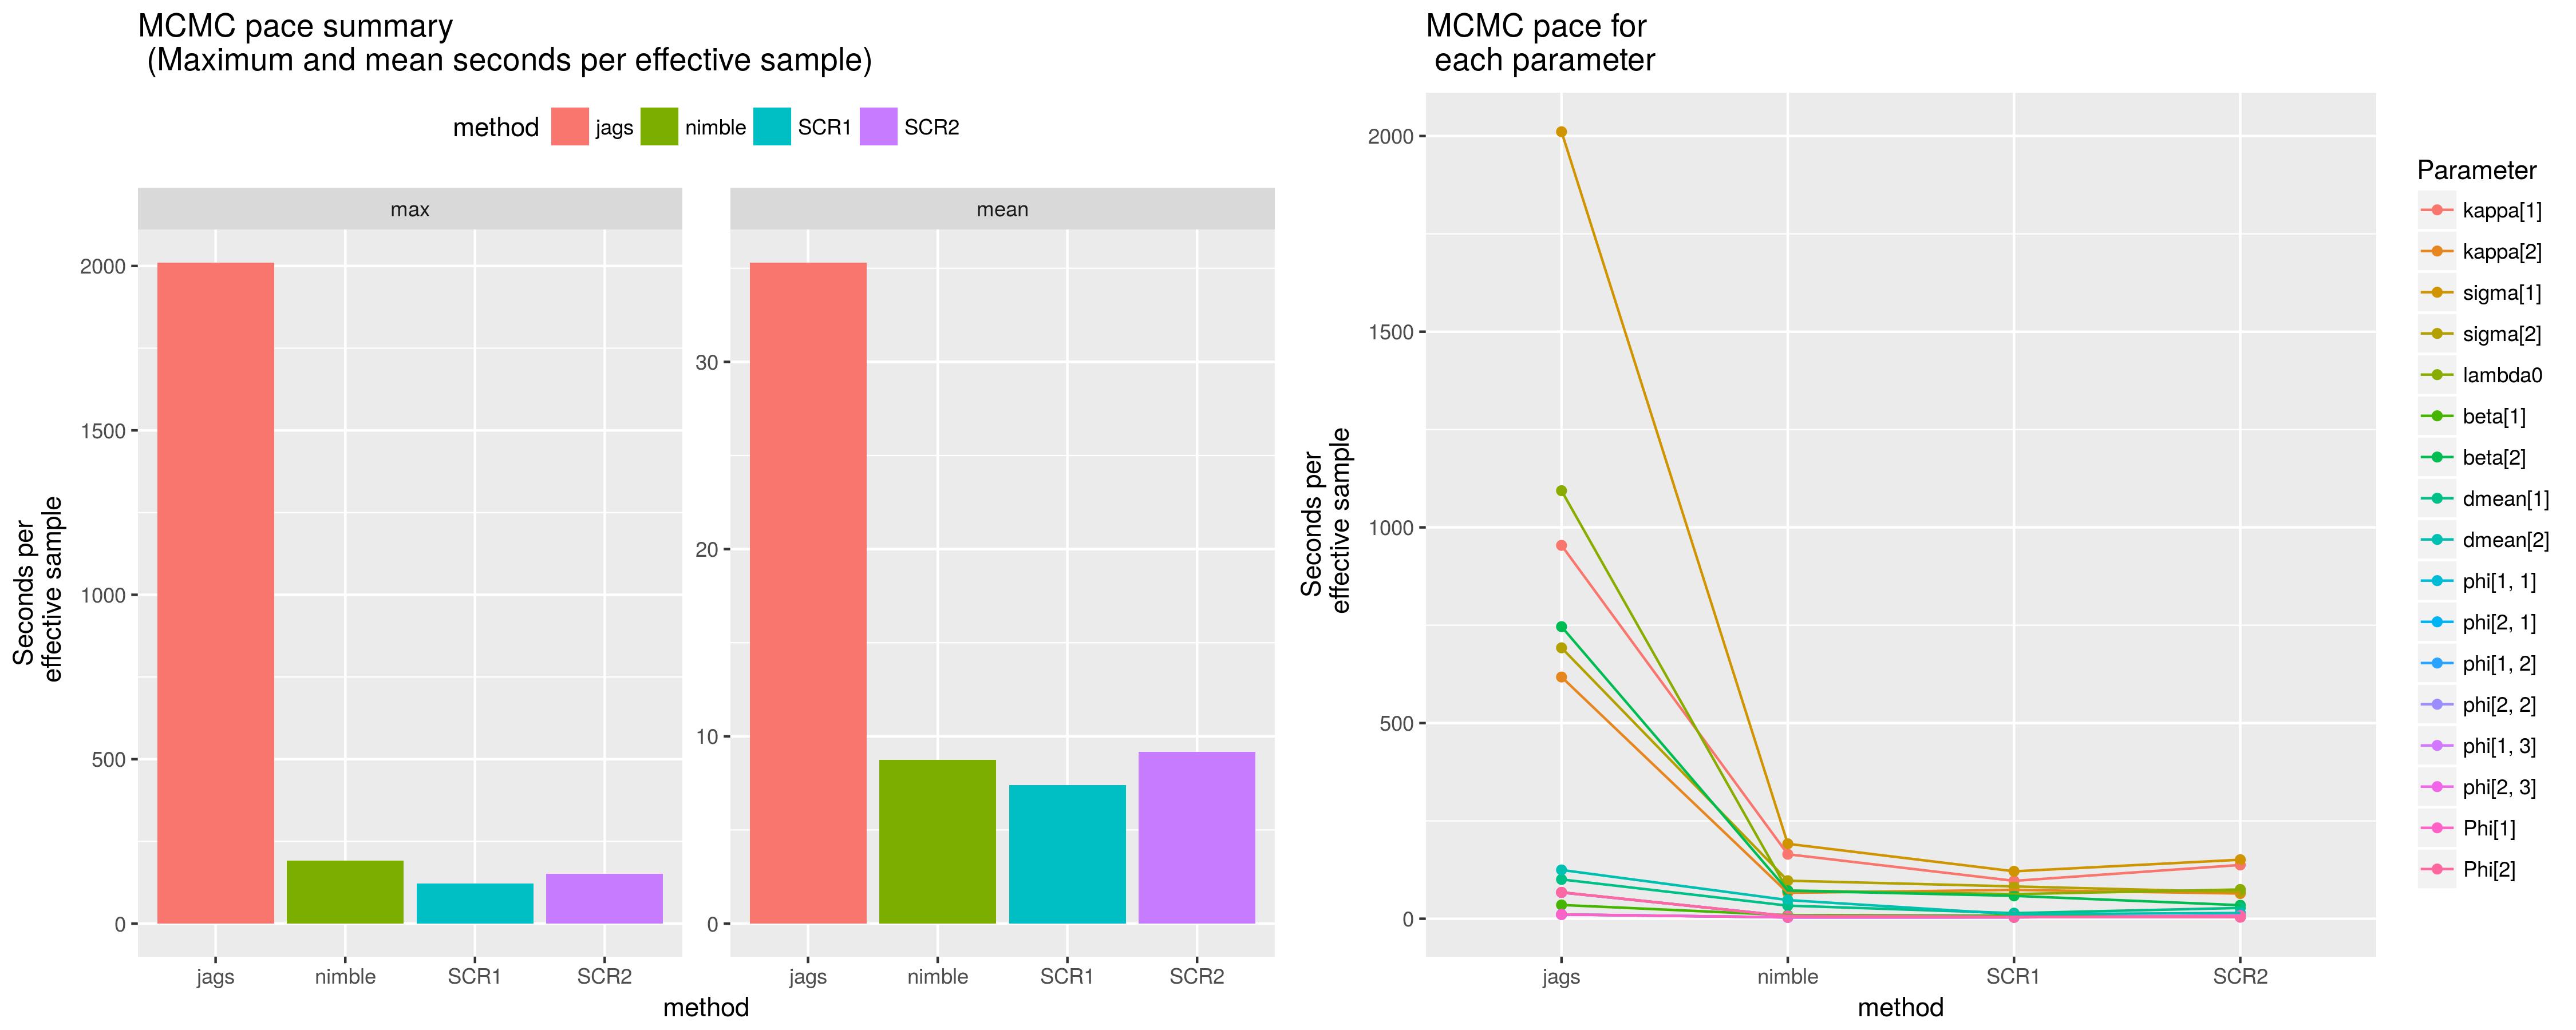 MCMC pace summary
(Maximum and mean seconds per effective sample)
method jags nimble SCR1 SCR2
max
mean
Seconds per
effective sample
2000
1500
1000
500
0
30
20
10
0
jags nimble SCR1 SCR2
jags nimble SCR1 SCR2
method
MCMC pace for
each parameter
Seconds per
effective sample
2000
1500
1000
500
0
jags nimble SCR1 SCR2
method
Parameter
kappa[1]
kappa[2]
sigma[1]
sigma[2]
lambda0
beta[1]
beta[2]
dmean[1]
dmean[2]
phi[1, 1]
phi[2, 1]
phi[1, 2]
phi[2, 2]
phi[1, 3]
phi[2, 3]
Phi[1]
Phi[2]